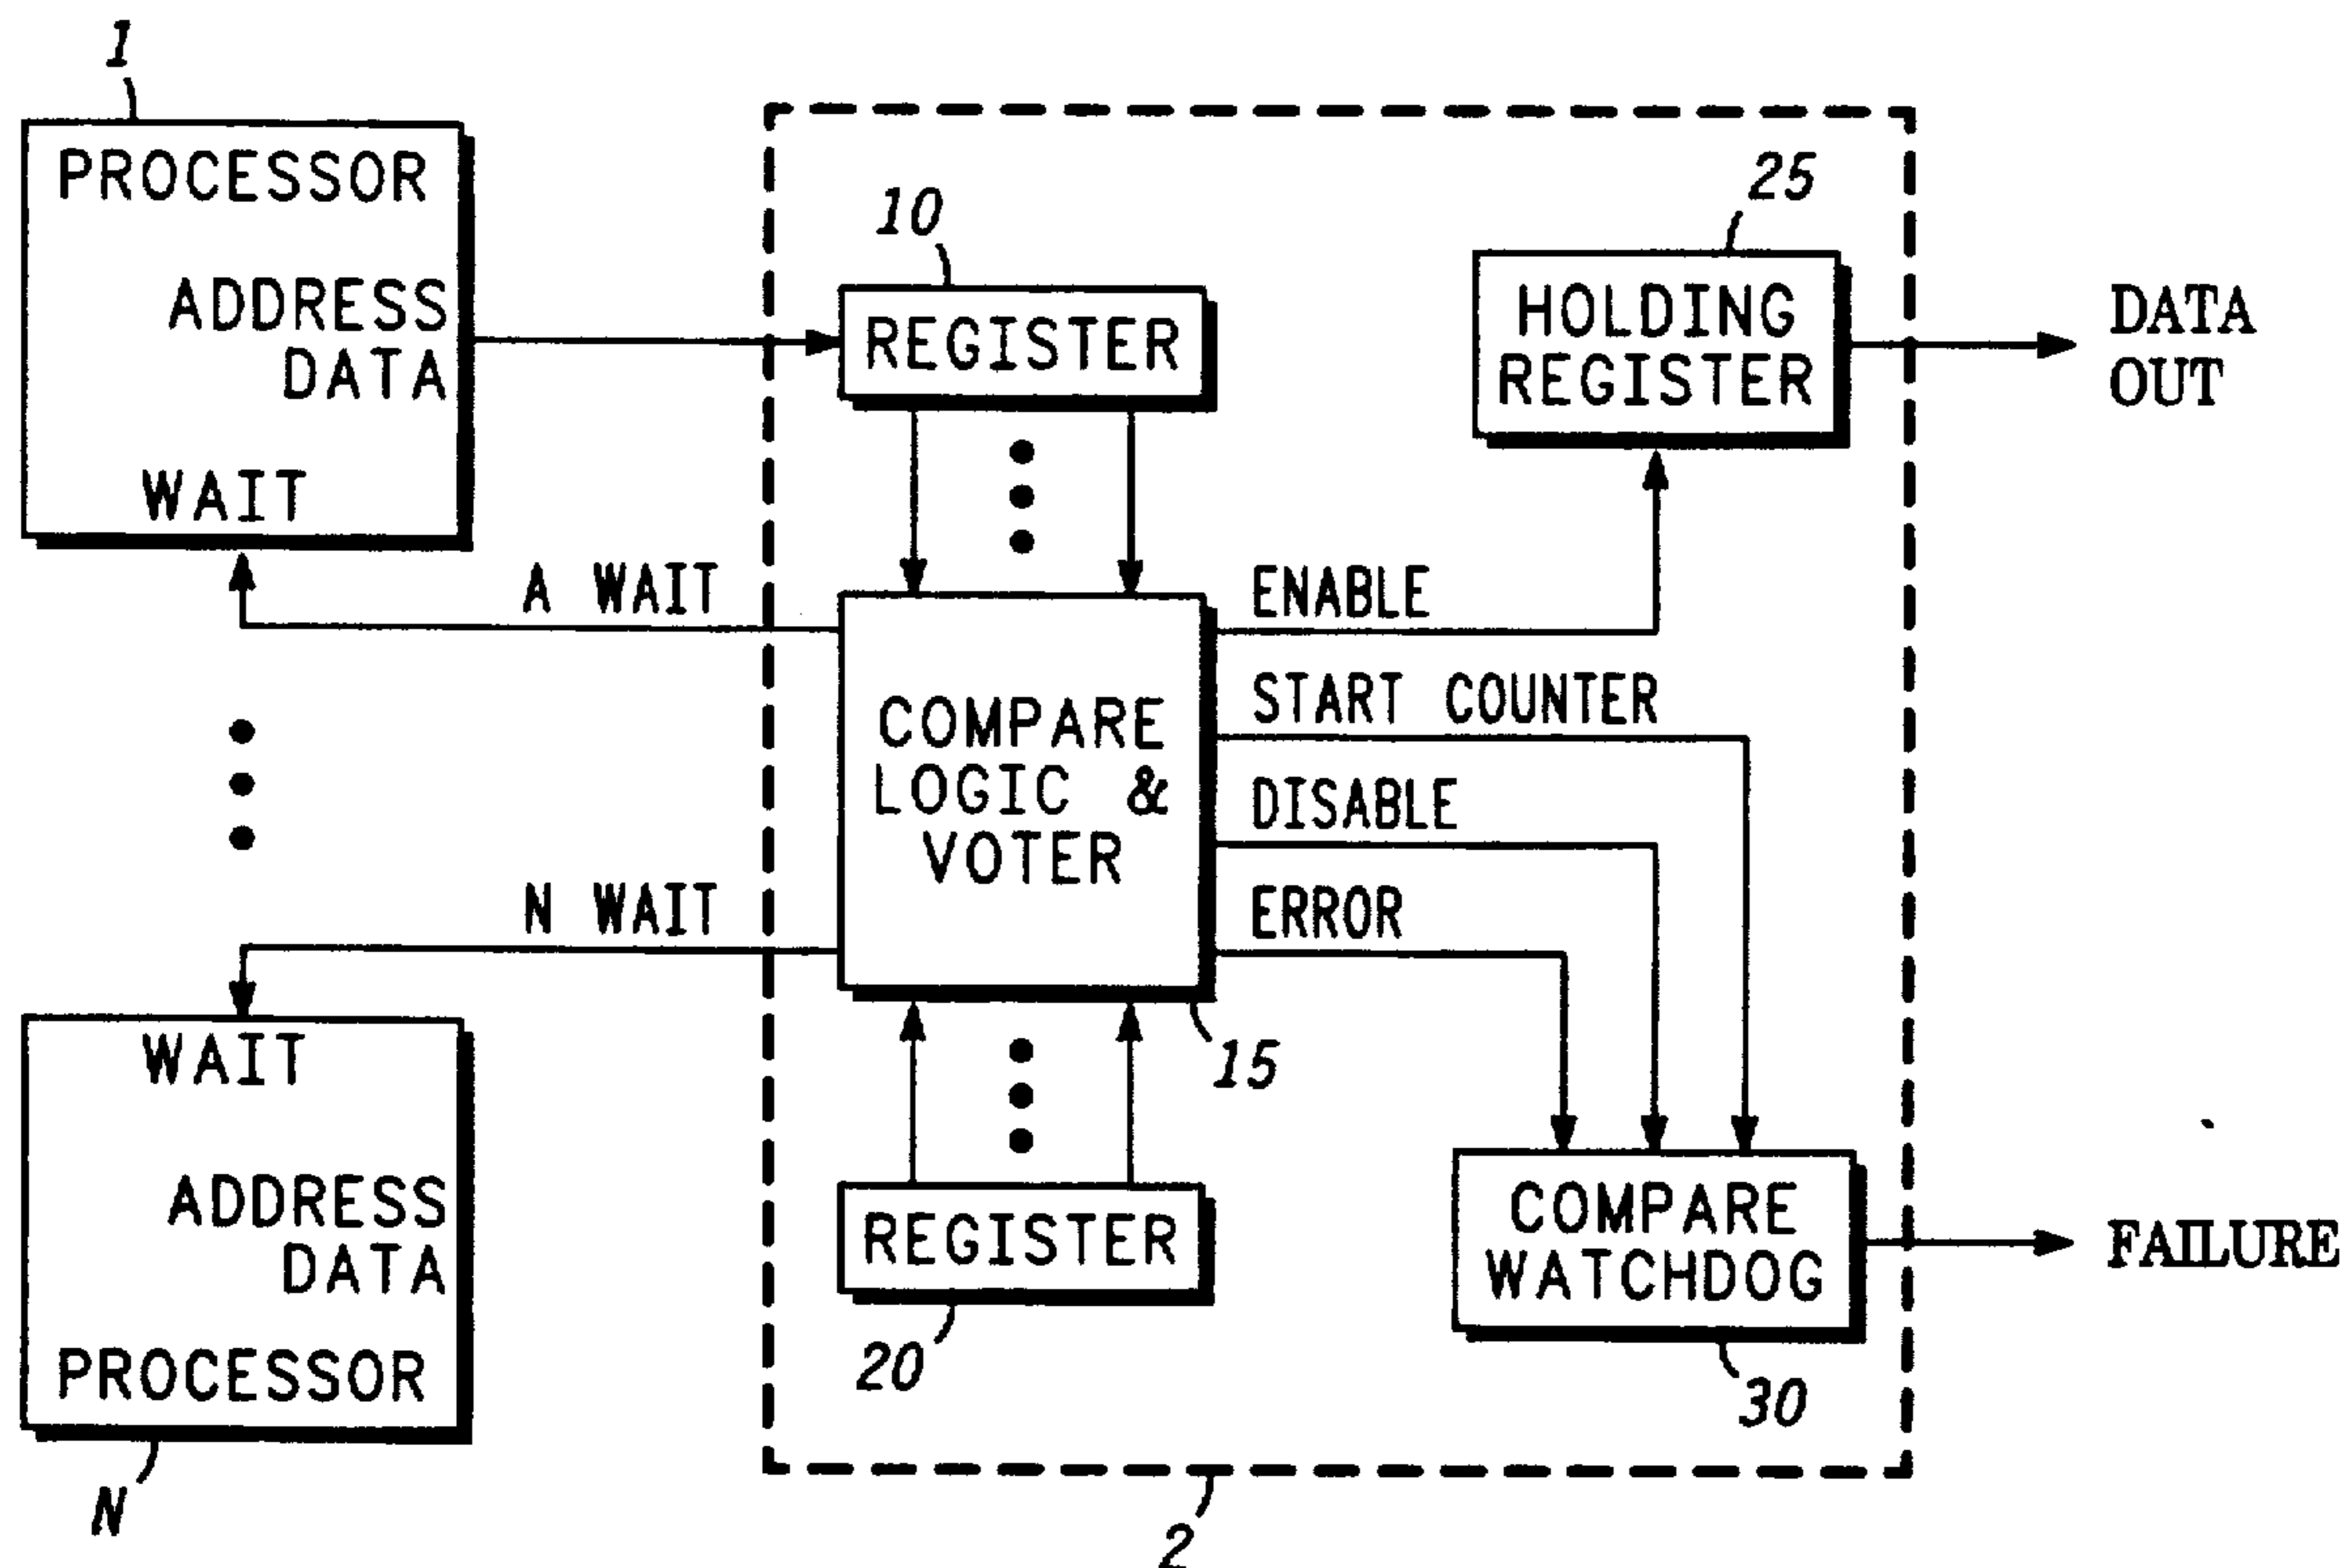 1
PROCESSOR
ADDRESS
DATA
WAIT
A WAIT
N WAIT
WAIT
ADDRESS
DATA
PROCESSOR
N
10
REGISTER
COMPARE
LOGIC &
VOTER
15
REGISTER
20
ENABLE
START COUNTER
DISABLE
ERROR
25
HOLDING
REGISTER
DATA
OUT
COMPARE
WATCHDOG
30
FAILURE
2